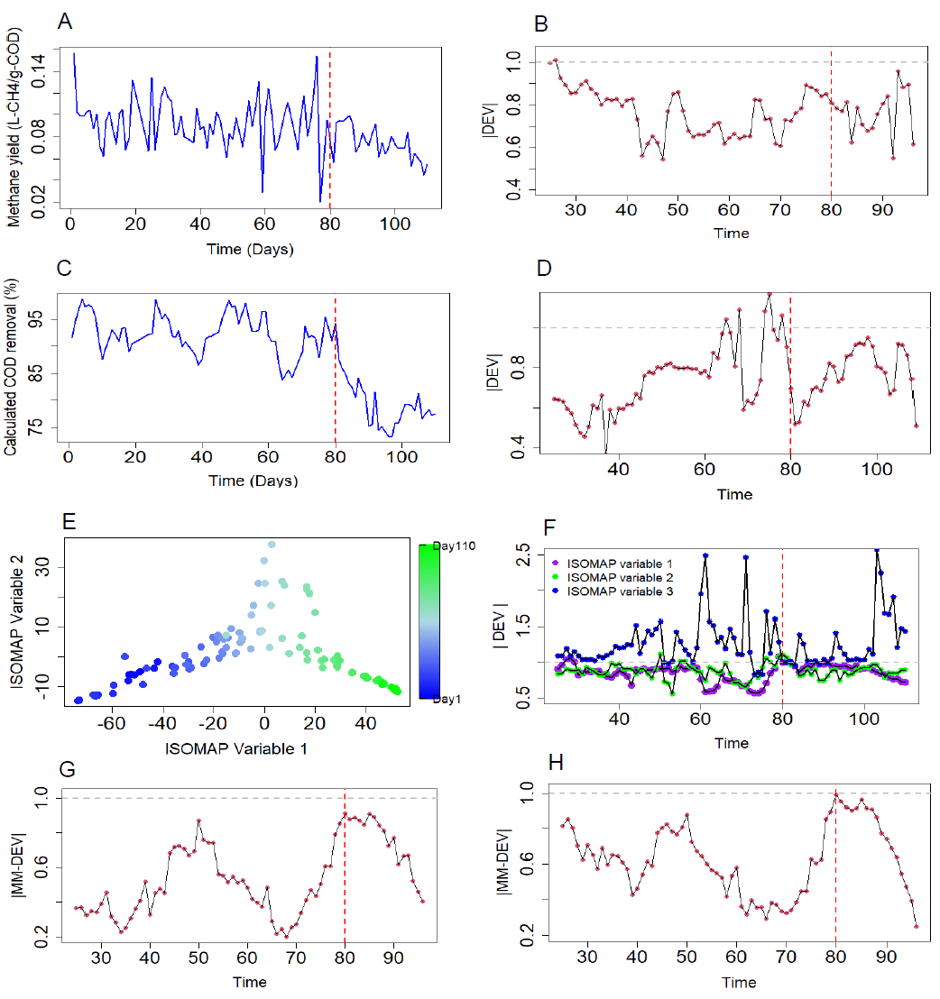 A
Methane yield (L-CH4/g-COD)
0.14
0.08
0.02
0 20 40 60 80 100
Time (Days)
B
|DEV|
1.0
0.8
0.6
0.4
30 40 50 60 70 80 90
Time
C
Calculated COD removal (%)
95
85
75
0 20 40 60 80 100
Time (Days)
D
|DEV|
0.8
0.4
40 60 80 100
Time
E
ISOMAP Variable 2
30
10
-10
-60 -40 -20 0 20 40
ISOMAP Variable 1
Day110
Day1
F
| DEV |
2.5
1.5
0.5
ISOMAP variable 1
ISOMAP variable 2
ISOMAP variable 3
40 60 80 100
Time
G
|MM-DEV|
1.0
0.6
0.2
30 40 50 60 70 80 90
Time
H
|MM-DEV|
1.0
0.6
0.2
30 40 50 60 70 80 90
Time